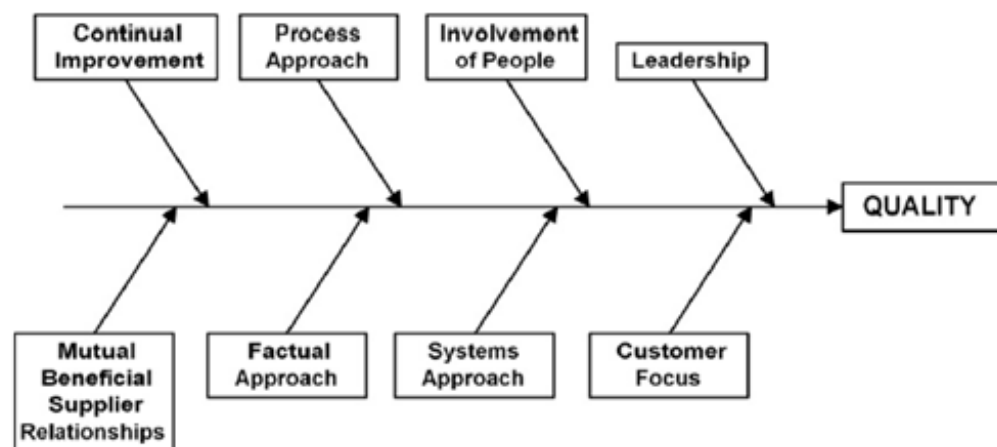 Continual
Improvement
Process
Approach
Involvement
of People
Leadership
QUALITY
Mutual
Beneficial
Supplier
Relationships
Factual
Approach
Systems
Approach
Customer
Focus